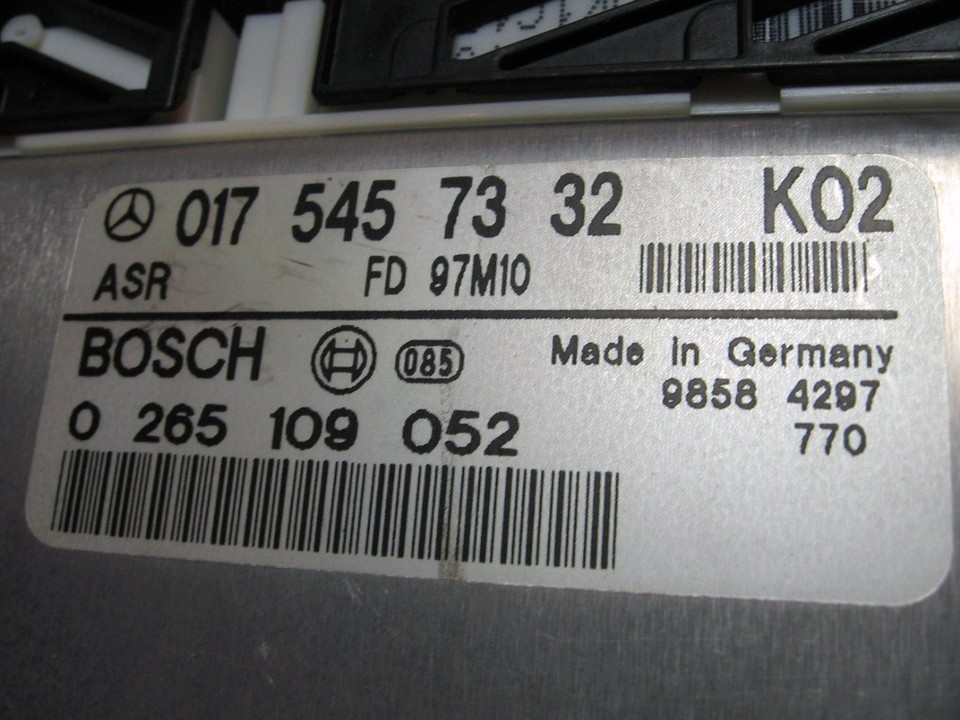 017 545 73 32 K02
ASR FD 97M10
BOSCH 085 Made in Germany
9858 4297
0 265 109 052 770